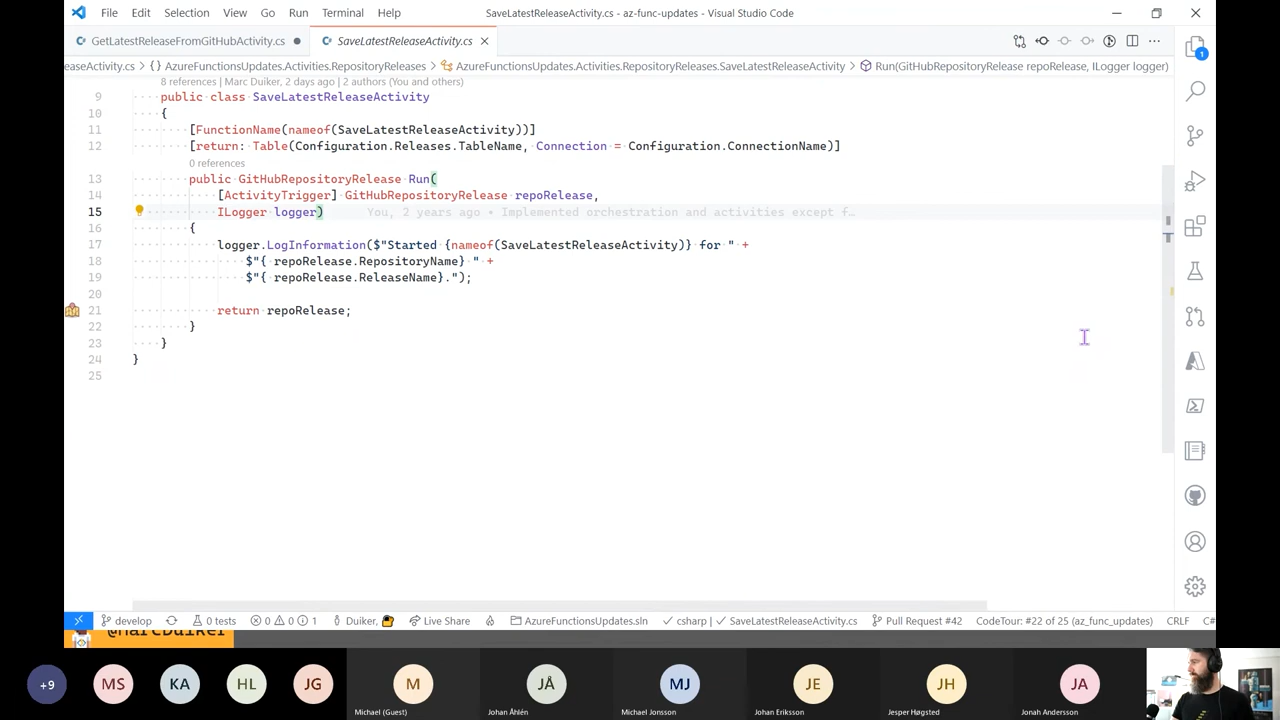 File Edit Selection View Go Run Terminal Help SaveLatestReleaseActivity.cs - az-func-updates - Visual Studio Code
GetLatestReleaseFromGitHubActivity.cs SaveLatestReleaseActivity.cs
easeActivity.cs > {} AzureFunctionsUpdates.Activities.RepositoryReleases > AzureFunctionsUpdates.Activities.RepositoryReleases.SaveLatestReleaseActivity > Run(GitHubRepositoryRelease repoRelease, ILogger logger)
8 references | Marc Duiker, 2 days ago | 2 authors (You and others)
9 public class SaveLatestReleaseActivity
10 {
11 [FunctionName(nameof(SaveLatestReleaseActivity))]
12 [return: Table(Configuration.Releases.TableName, Connection = Configuration.ConnectionName)]
0 references
13 public GitHubRepositoryRelease Run(
14 [ActivityTrigger] GitHubRepositoryRelease repoRelease,
15 ILogger logger) You, 2 years ago • Implemented orchestration and activities except f…
16 {
17 logger.LogInformation($"Started {nameof(SaveLatestReleaseActivity)} for " +
18 $"{ repoRelease.RepositoryName} " +
19 $"{ repoRelease.ReleaseName}.");
20
21 return repoRelease;
22 }
23 }
24 }
25
1
develop 0 tests 0 0 1 Duiker, Live Share AzureFunctionsUpdates.sln csharp | SaveLatestReleaseActivity.cs Pull Request #42 CodeTour: #22 of 25 (az_func_updates) CRLF C#
@MarcDuiker
+9 MS KA HL JG M JÅ MJ JE JH JA
Michael (Guest) Johan Åhlén Michael Jonsson Johan Eriksson Jesper Høgsted Jonah Andersson